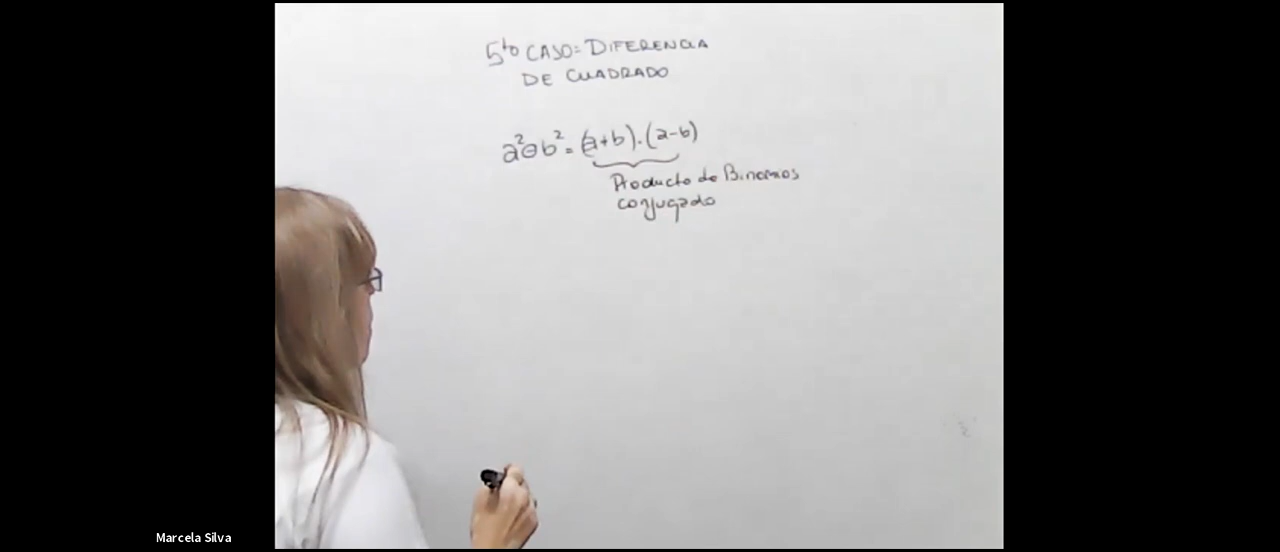 5to CASO = DIFERENCIA
DE CUADRADO
a²⊖b² = (a+b).(a-b)
Producto de Binomios
conjugado
Marcela Silva